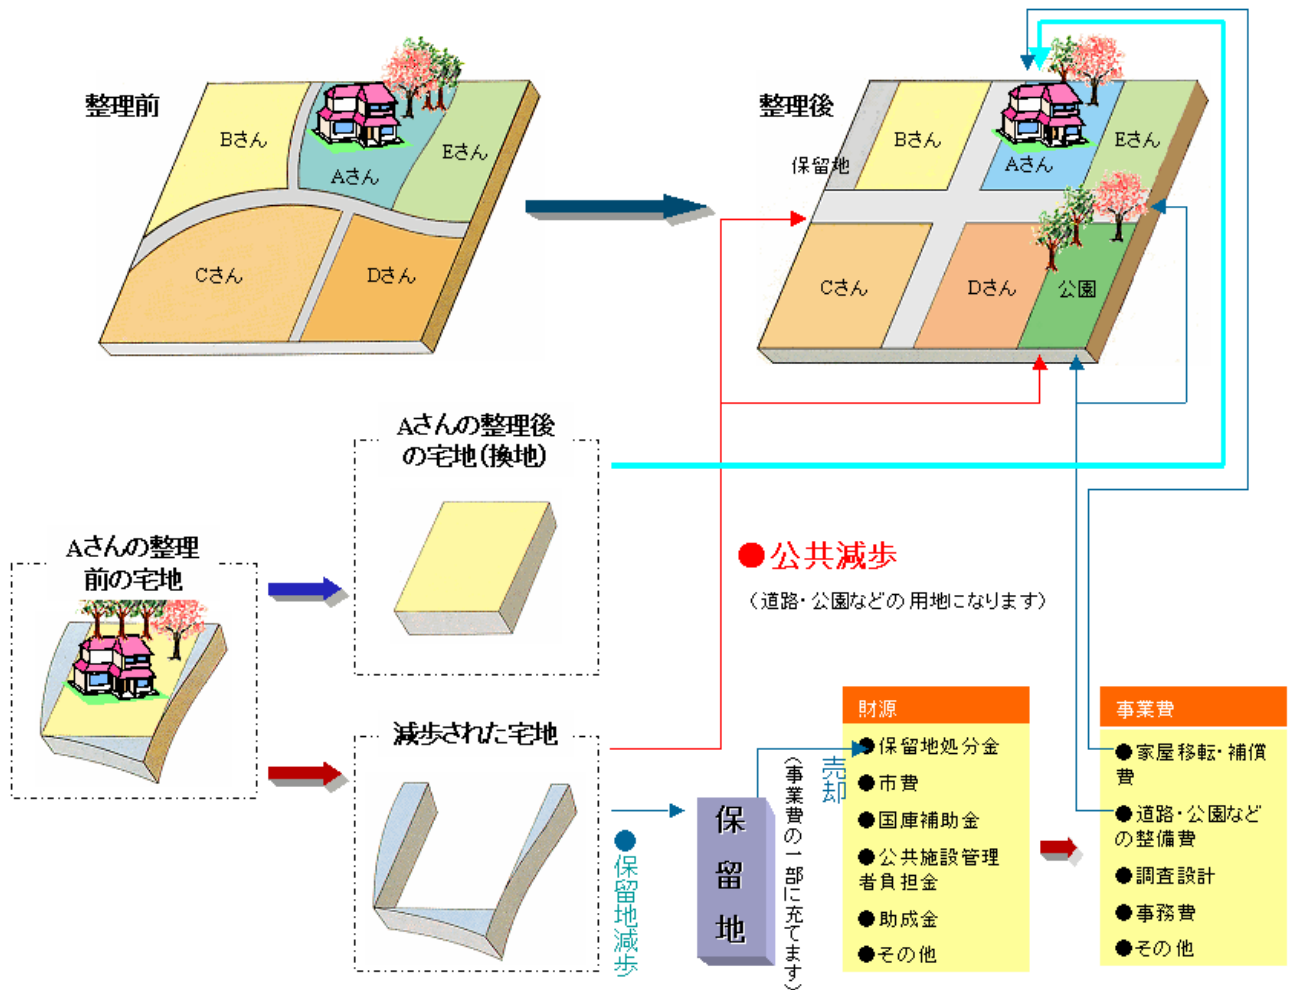 整理前
Bさん
Aさん
Eさん
Cさん
Dさん
整理後
保留地
Bさん
Aさん
Eさん
Cさん
Dさん
公園
Aさんの整理後
の宅地(換地)
Aさんの整理
前の宅地
減歩された宅地
●公共減歩
(道路・公園などの用地になります)
●保留地減歩
保留地
(事業費の一部に充てます)
売却
財源
●保留地処分金
●市費
●国庫補助金
●公共施設管理
者負担金
●助成金
●その他
事業費
●家屋移転・補償
費
●道路・公園など
の整備費
●調査設計
●事務費
●その他